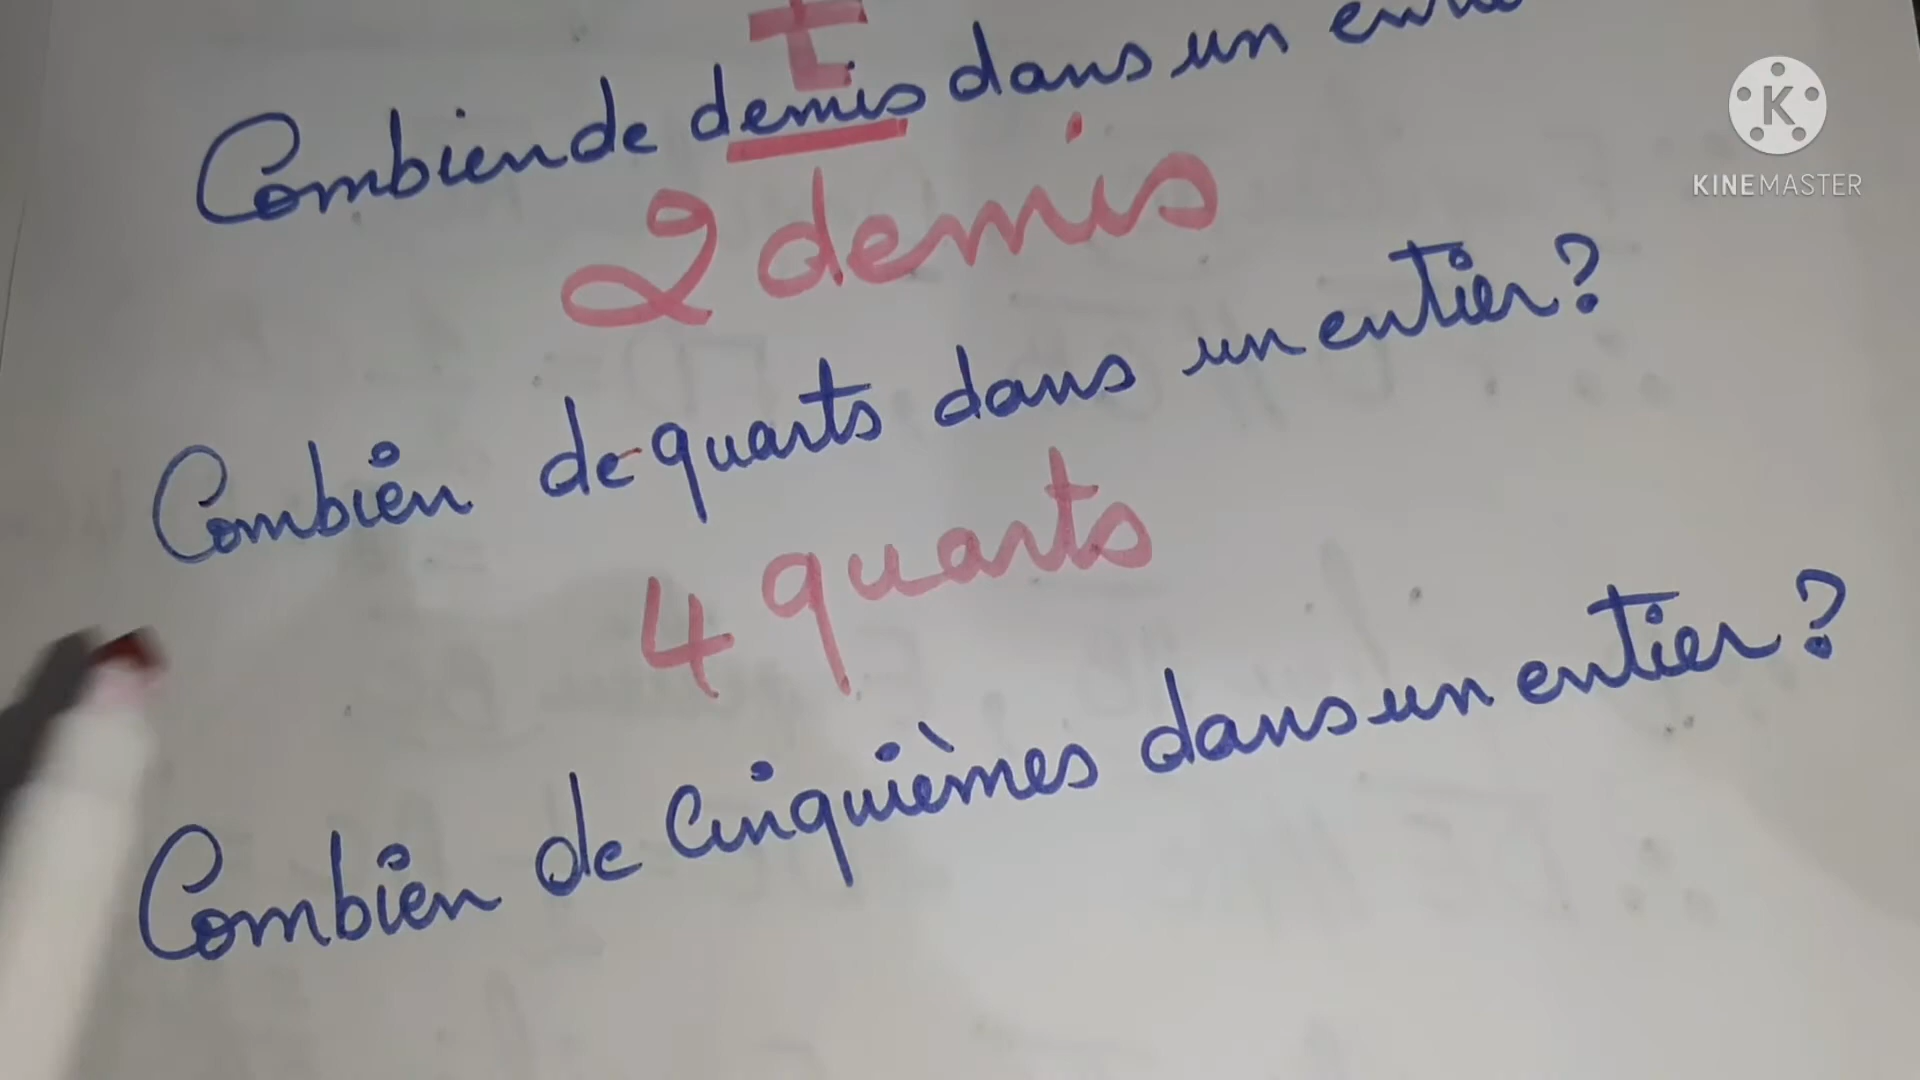 Combien de demis dans un
2 demis
Combien de quarts dans un entier?
4 quarts
Combien de cinquièmes dans un entier?
K
KINEMASTER